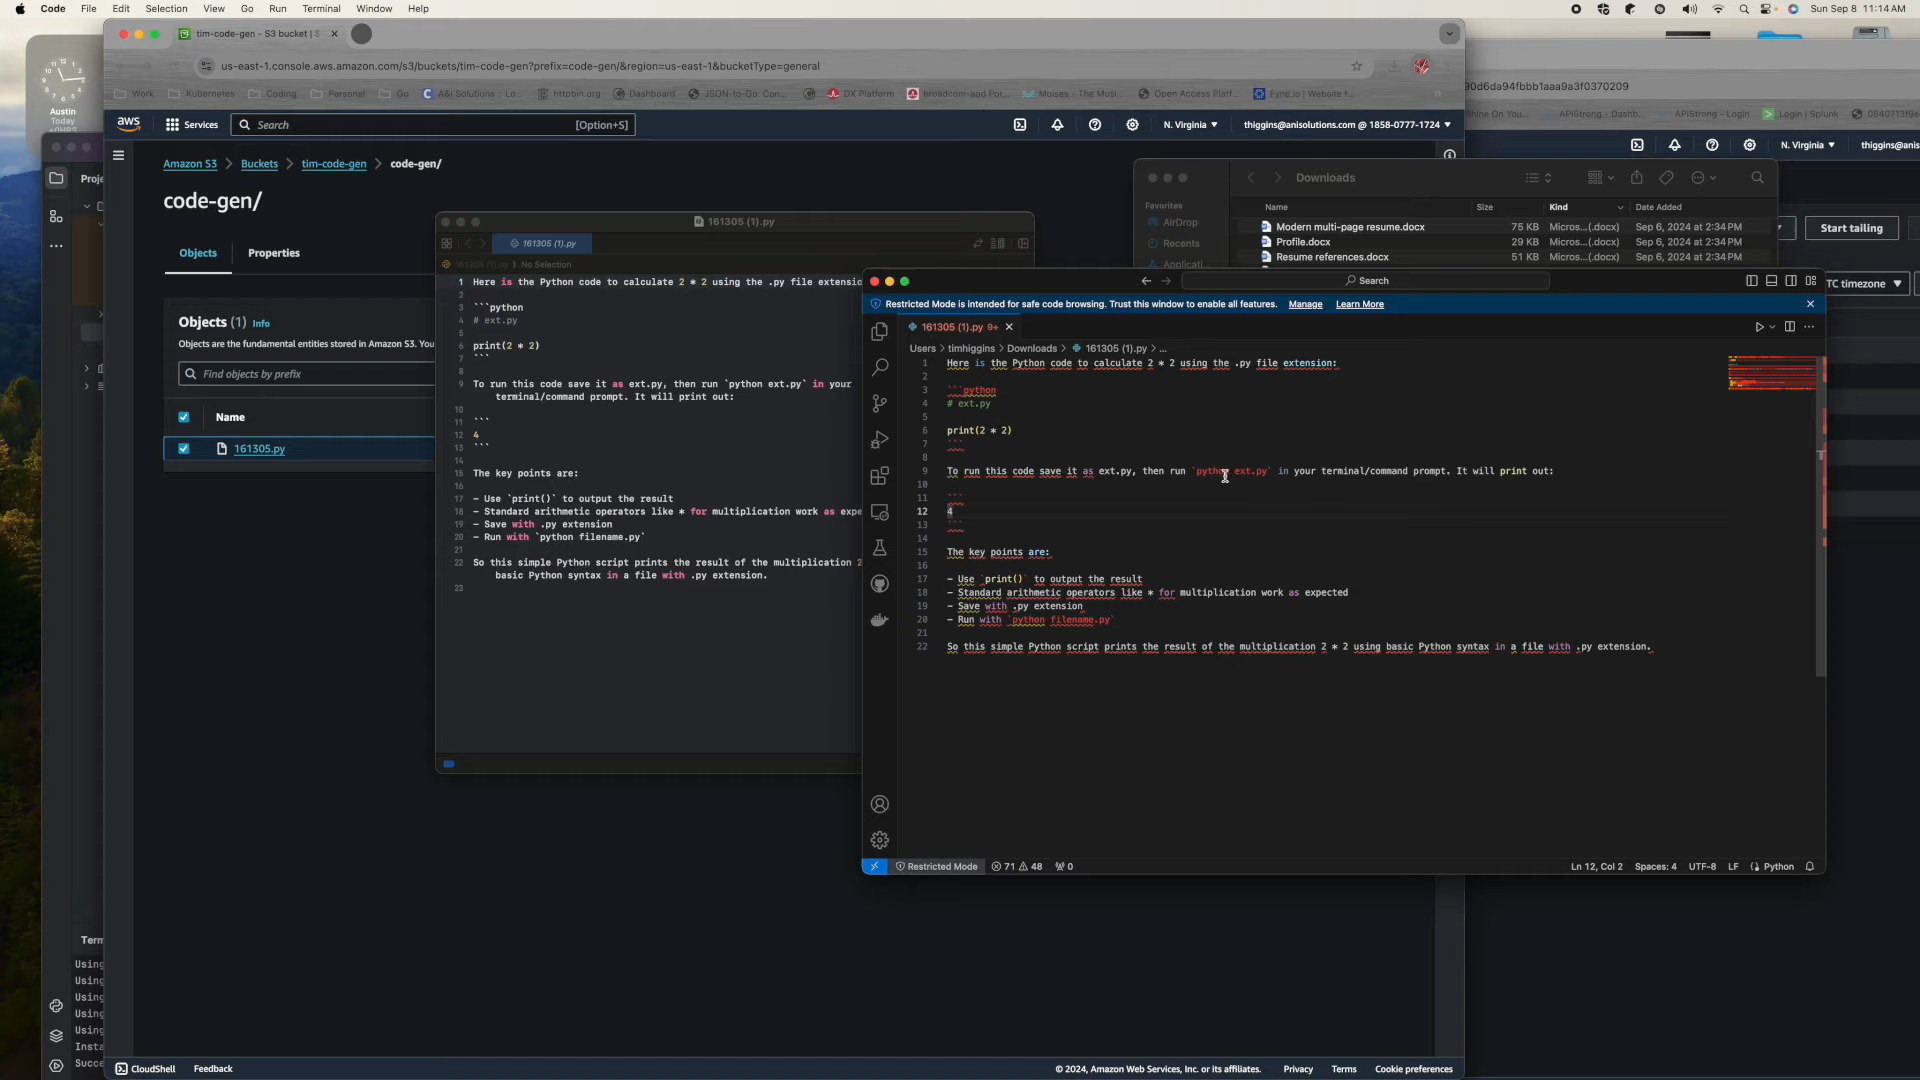 Code File Edit Selection View Go Run Terminal Window Help
Sun Sep 8 11:14 AM
tim-code-gen - S3 bucket | S
us-east-1.console.aws.amazon.com/s3/buckets/tim-code-gen?prefix=code-gen/&region=us-east-1&bucketType=general
90d6da94fbbb1aaa9a3f0370209
Work Kubernetes Coding Personal Go A&I Solutions :: Lo... httpbin.org Dashboard JSON-to-Go: Con... DX Platform broadcom-aod Por... Moises - The Musi... Open Access Platf... Fyne.io | Website f...
Shine On You... APIStrong - Dashb... APIStrong - Login Login | Splunk
Austin
Today
+0HRS
aws Services Search [Option+S] N. Virginia thiggins@anisolutions.com @ 1858-0777-1724
N. Virginia thiggins@anis
Amazon S3 Buckets tim-code-gen code-gen/
Proje
code-gen/
Objects Properties
Objects (1) Info
Objects are the fundamental entities stored in Amazon S3. You
Find objects by prefix
Name
161305.py
Downloads
Favorites
AirDrop
Recents
Applicati
Name Size Kind Date Added
Modern multi-page resume.docx 75 KB Micros...(.docx) Sep 6, 2024 at 2:34 PM
Profile.docx 29 KB Micros...(.docx) Sep 6, 2024 at 2:34 PM
Resume references.docx 51 KB Micros...(.docx) Sep 6, 2024 at 2:34 PM
Start tailing
TC timezone
161305 (1).py
161305 (1).py
161305 (1).py No Selection
1 Here is the Python code to calculate 2 * 2 using the .py file extensio
2
3 ```python
4 # ext.py
5
6 print(2 * 2)
7 ```
8
9 To run this code save it as ext.py, then run `python ext.py` in your
terminal/command prompt. It will print out:
10
11 ```
12 4
13 ```
14
15 The key points are:
16
17 - Use `print()` to output the result
18 - Standard arithmetic operators like * for multiplication work as expe
19 - Save with .py extension
20 - Run with `python filename.py`
21
22 So this simple Python script prints the result of the multiplication 2
basic Python syntax in a file with .py extension.
23
Search
Restricted Mode is intended for safe code browsing. Trust this window to enable all features. Manage Learn More
161305 (1).py 9+
Users > timhiggins > Downloads > 161305 (1).py > ...
1 Here is the Python code to calculate 2 * 2 using the .py file extension:
2
3 ```python
4 # ext.py
5
6 print(2 * 2)
7 ```
8
9 To run this code save it as ext.py, then run `python ext.py` in your terminal/command prompt. It will print out:
10
11 ```
12 4
13 ```
14
15 The key points are:
16
17 - Use `print()` to output the result
18 - Standard arithmetic operators like * for multiplication work as expected
19 - Save with .py extension
20 - Run with `python filename.py`
21
22 So this simple Python script prints the result of the multiplication 2 * 2 using basic Python syntax in a file with .py extension.
Restricted Mode 71 48 0 Ln 12, Col 2 Spaces: 4 UTF-8 LF Python
Term
Using
Using
Using
Using
Using
Insta
Succe
CloudShell Feedback © 2024, Amazon Web Services, Inc. or its affiliates. Privacy Terms Cookie preferences